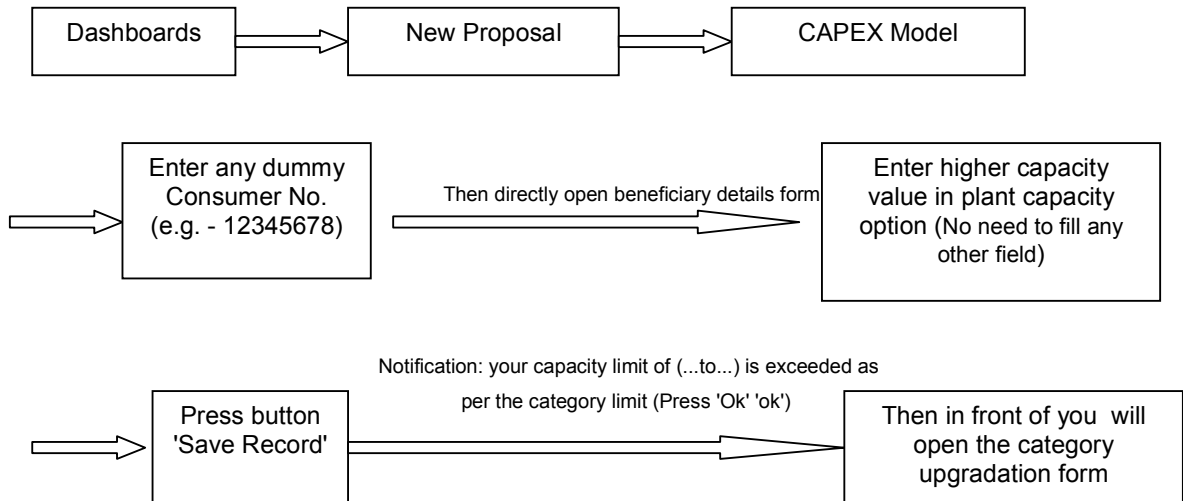 Dashboards
New Proposal
CAPEX Model
Enter any dummy
Consumer No.
(e.g. - 12345678)
Then directly open beneficiary details form
Enter higher capacity
value in plant capacity
option (No need to fill any
other field)
Notification: your capacity limit of (...to...) is exceeded as
per the category limit (Press 'Ok' 'ok')
Press button
'Save Record'
Then in front of you will
open the category
upgradation form